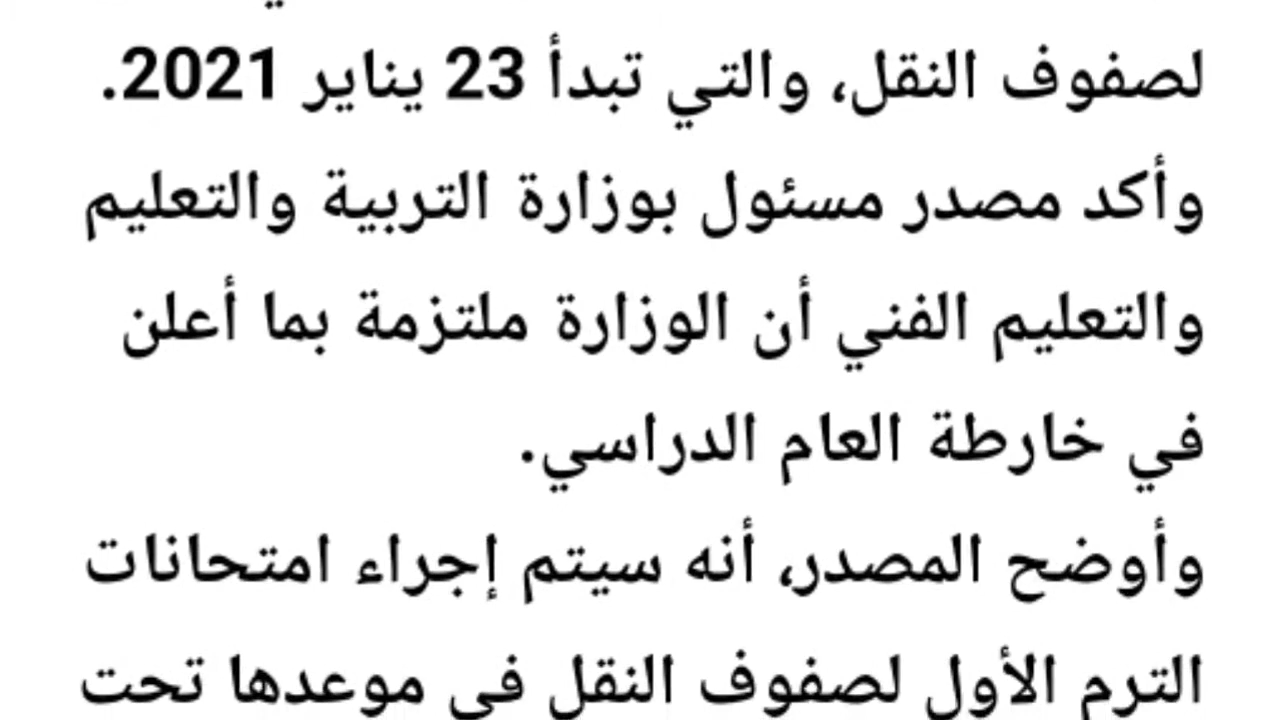 لصفوف النقل، والتي تبدأ 23 يناير 2021.
وأكد مصدر مسئول بوزارة التربية والتعليم
والتعليم الفني أن الوزارة ملتزمة بما أعلن
في خارطة العام الدراسي.
وأوضح المصدر، أنه سيتم إجراء امتحانات
الترم الأول لصفوف النقل في موعدها تحت